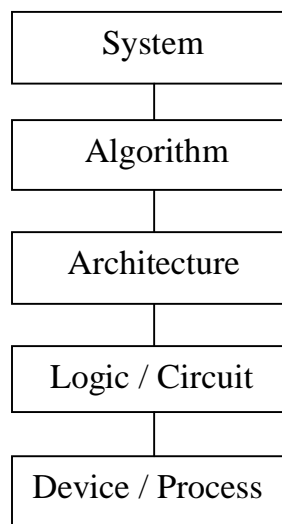 System
Algorithm
Architecture
Logic / Circuit
Device / Process